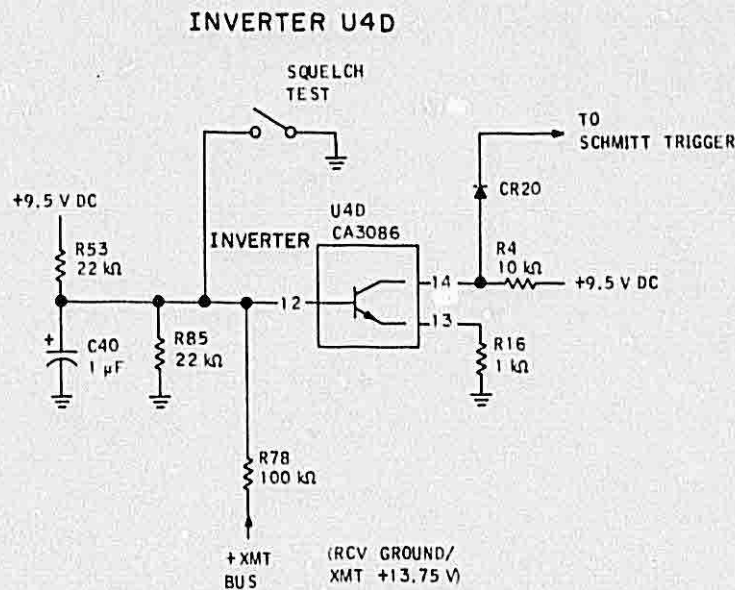 INVERTER U4D
SQUELCH
TEST
TO
SCHMITT TRIGGER
+9.5 V DC
CR20
U4D
CA3086
R53
22 kΩ
INVERTER
R4
10 kΩ
12
14
+9.5 V DC
13
+
C40
1 µF
R85
22 kΩ
R16
1 kΩ
R78
100 kΩ
+XMT
BUS
(RCV GROUND/
XMT +13.75 V)